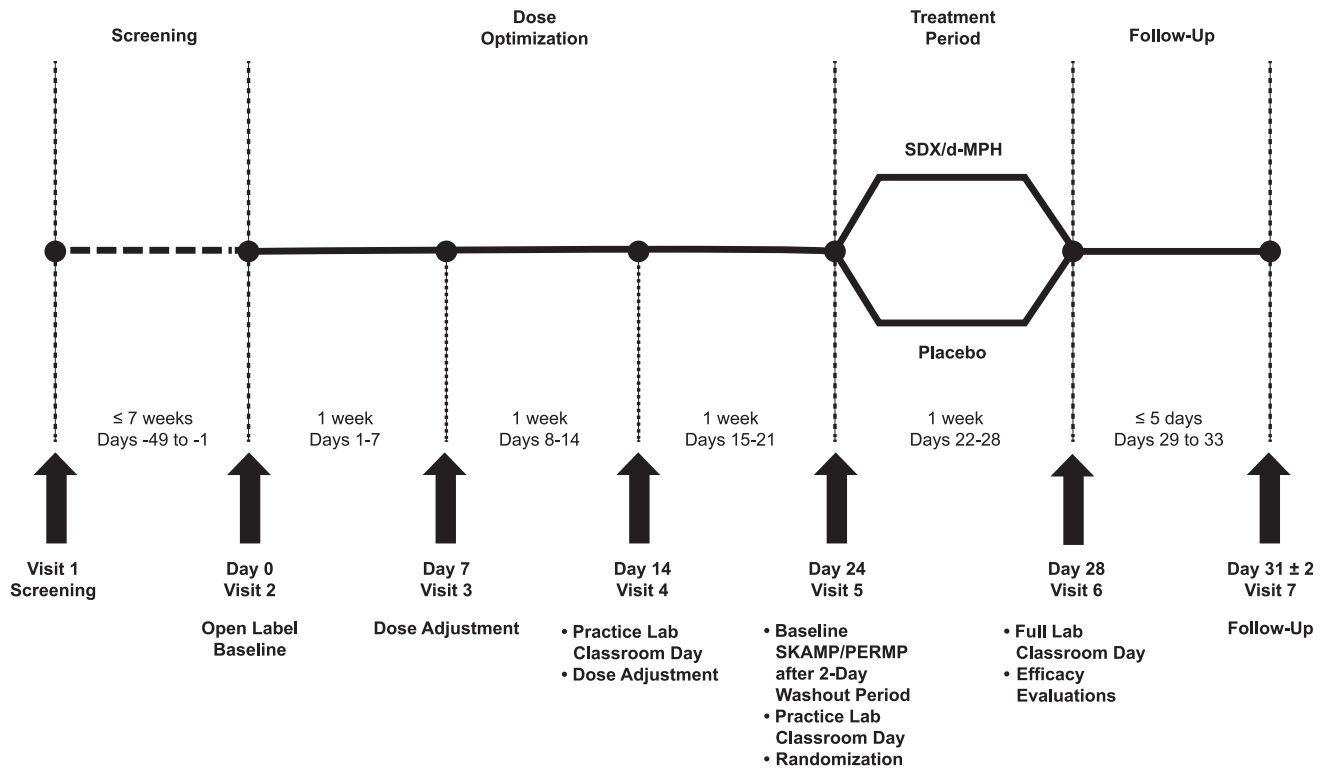 Screening
Dose
Optimization
Treatment
Period
Follow-Up
SDX/d-MPH
Placebo
≤ 7 weeks
Days -49 to -1
1 week
Days 1-7
1 week
Days 8-14
1 week
Days 15-21
1 week
Days 22-28
≤ 5 days
Days 29 to 33
Visit 1
Screening
Day 0
Visit 2
Open Label
Baseline
Day 7
Visit 3
Dose Adjustment
Day 14
Visit 4
• Practice Lab
Classroom Day
• Dose Adjustment
Day 24
Visit 5
• Baseline
SKAMP/PERMP
after 2-Day
Washout Period
• Practice Lab
Classroom Day
• Randomization
Day 28
Visit 6
• Full Lab
Classroom Day
• Efficacy
Evaluations
Day 31 ± 2
Visit 7
Follow-Up